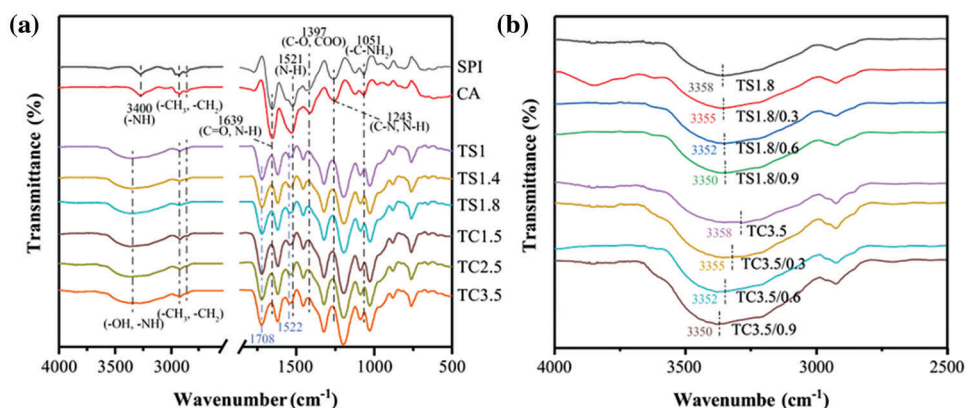 (a)
1397
(C-O, COO)
1051
(-C-NH₂)
1521
(N-H)
SPI
CA
3400
(-NH)
(-CH₃, -CH₂)
1639
(C=O, N-H)
1243
(C-N, N-H)
TS1
TS1.4
TS1.8
TC1.5
TC2.5
TC3.5
(-OH, -NH)
(-CH₃, -CH₂)
1708
1522
Transmittance (%)
4000 3500 3000 1500 1000 500
Wavenumber (cm⁻¹)
(b)
3358
TS1.8
3355
TS1.8/0.3
3352
TS1.8/0.6
3350
TS1.8/0.9
3358
TC3.5
3355
TC3.5/0.3
3352
TC3.5/0.6
3350
TC3.5/0.9
Transmittance (%)
4000 3500 3000 2500
Wavenumbe (cm⁻¹)